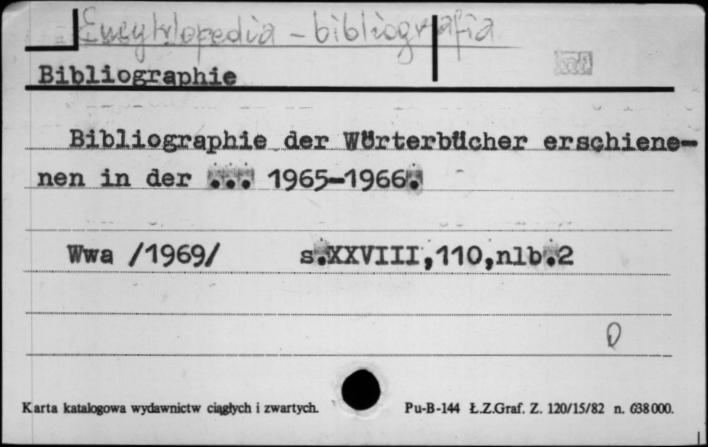 Encyklopedia - bibliografia
Bibliographie
Bibliographie der Wörterbücher erschiene-
nen in der ... 1965-1966.
Wwa /1969/ s.XXVIII,110,nlb.2
Karta katalogowa wydawnictw ciągłych i zwartych. Pu-B-144 Ł.Z.Graf. Z. 120/15/82 n. 638000.